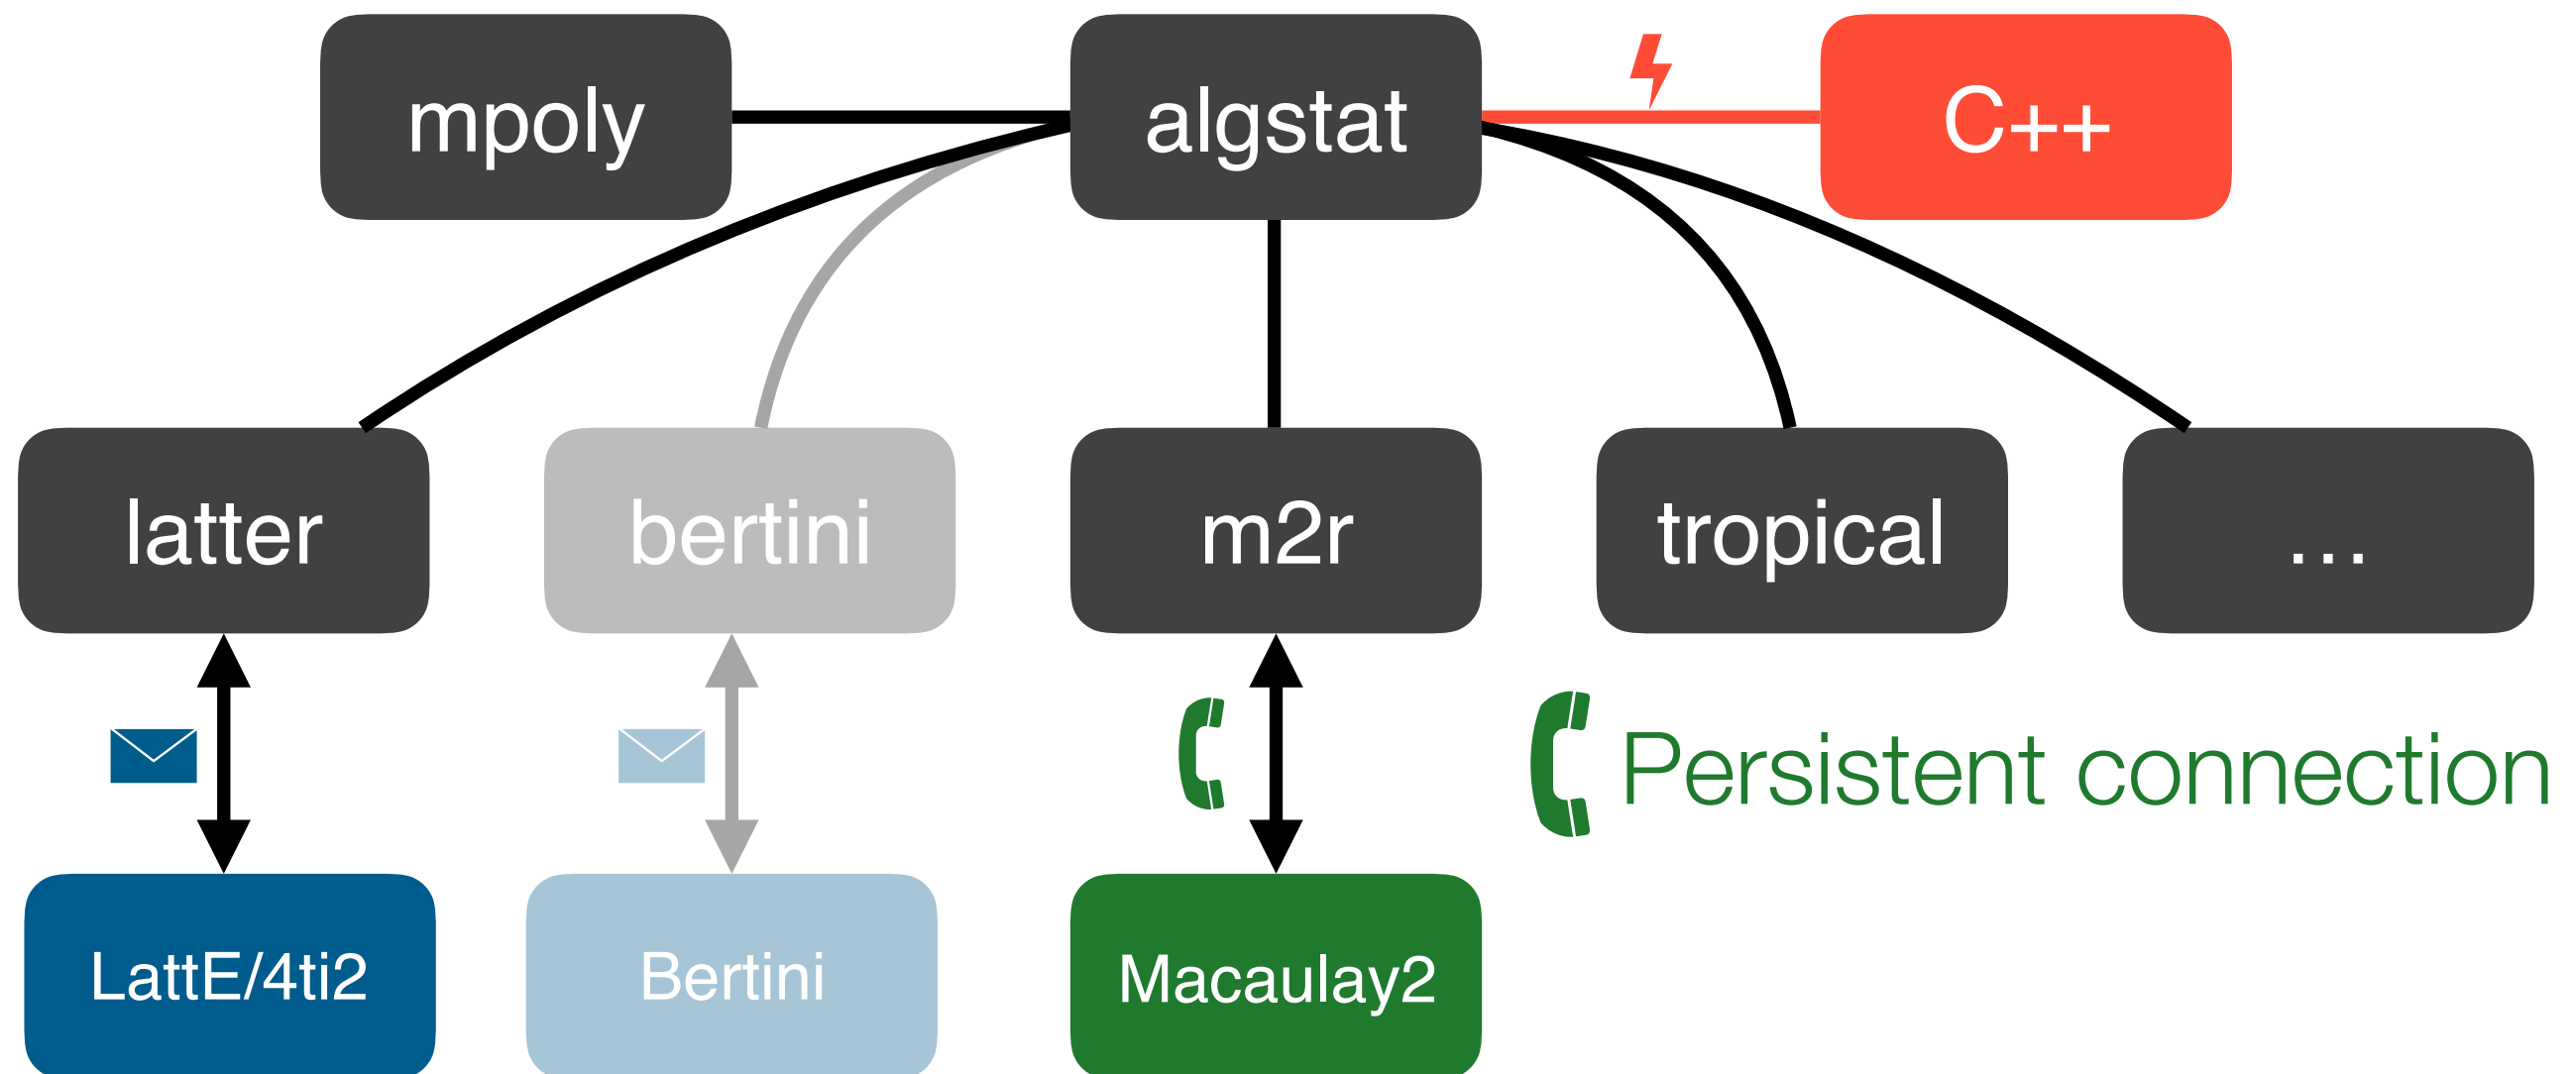 mpoly
algstat
C++
latter
bertini
m2r
tropical
...
Persistent connection
LattE/4ti2
Bertini
Macaulay2